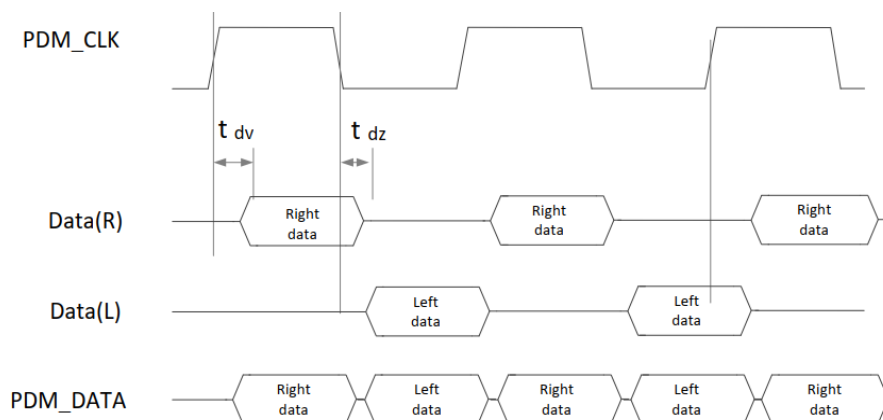 PDM_CLK
t dv
t dz
Data(R)
Right
data
Right
data
Right
data
Data(L)
Left
data
Left
data
PDM_DATA
Right
data
Left
data
Right
data
Left
data
Right
data